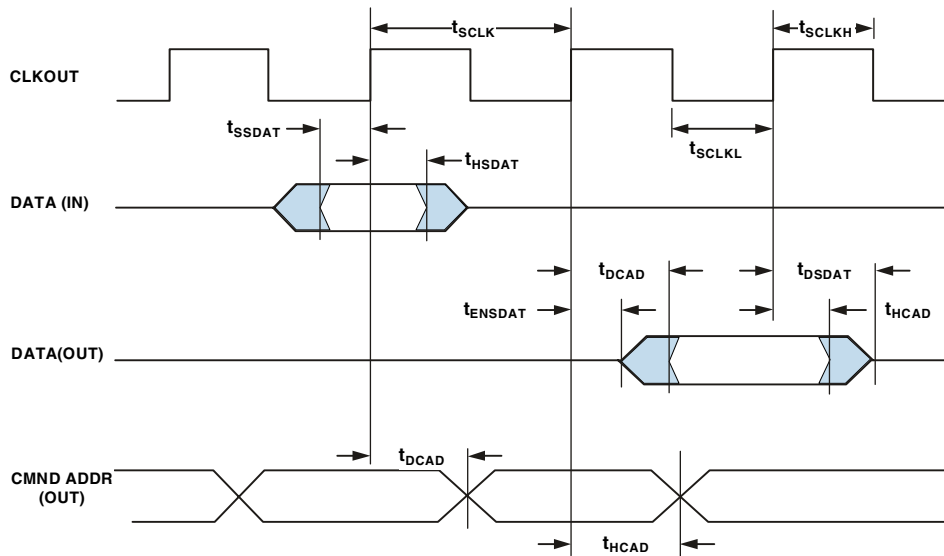 tSCLK
tSCLKH
CLKOUT
tSSDAT
tHSDAT
tSCLKL
DATA (IN)
tDCAD
tDSDAT
tENSDAT
tHCAD
DATA(OUT)
tDCAD
CMND ADDR
(OUT)
tHCAD